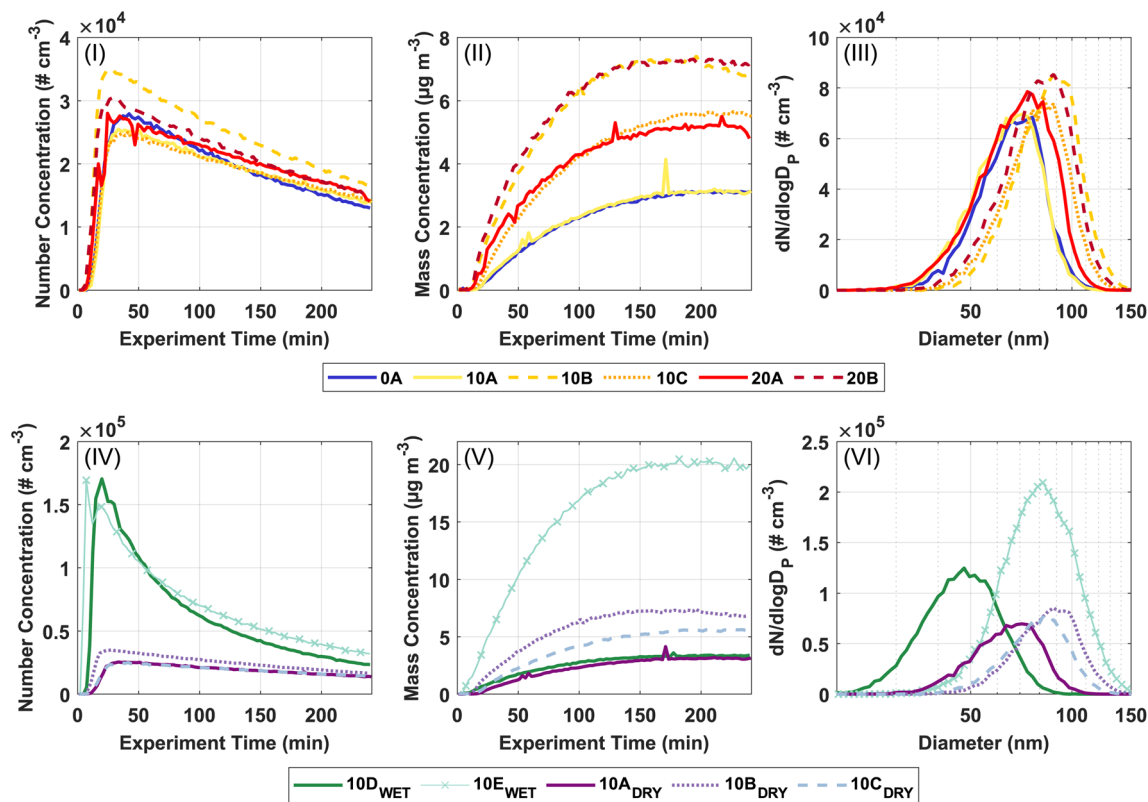 ×10⁴
(I)
Number Concentration (# cm⁻³)
4
3
2
1
0
0 50 100 150 200
Experiment Time (min)
(II)
Mass Concentration (µg m⁻³)
8
6
4
2
0
0 50 100 150 200
Experiment Time (min)
×10⁴
(III)
dN/dlogD_P (# cm⁻³)
10
8
6
4
2
0
50 100 150
Diameter (nm)
0A 10A 10B 10C 20A 20B
×10⁵
(IV)
Number Concentration (# cm⁻³)
2
1.5
1
0.5
0
0 50 100 150 200
Experiment Time (min)
(V)
Mass Concentration (µg m⁻³)
20
15
10
5
0
0 50 100 150 200
Experiment Time (min)
×10⁵
(VI)
dN/dlogD_P (# cm⁻³)
2.5
2
1.5
1
0.5
0
50 100 150
Diameter (nm)
10D_WET 10E_WET 10A_DRY 10B_DRY 10C_DRY